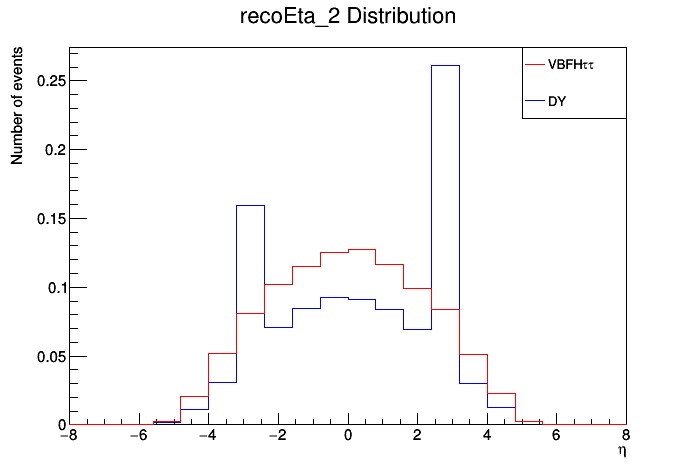 recoEta_2 Distribution
Number of events
VBFHττ
DY
0.25
0.2
0.15
0.1
0.05
0
−8 −6 −4 −2 0 2 4 6 8
η